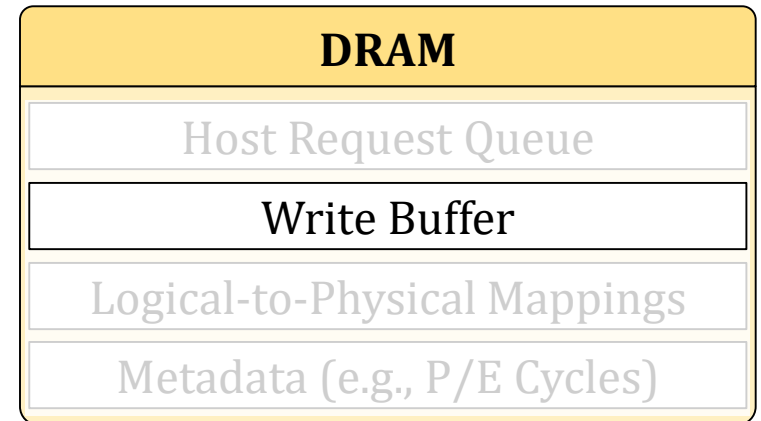 DRAM
Host Request Queue
Write Buffer
Logical-to-Physical Mappings
Metadata (e.g., P/E Cycles)